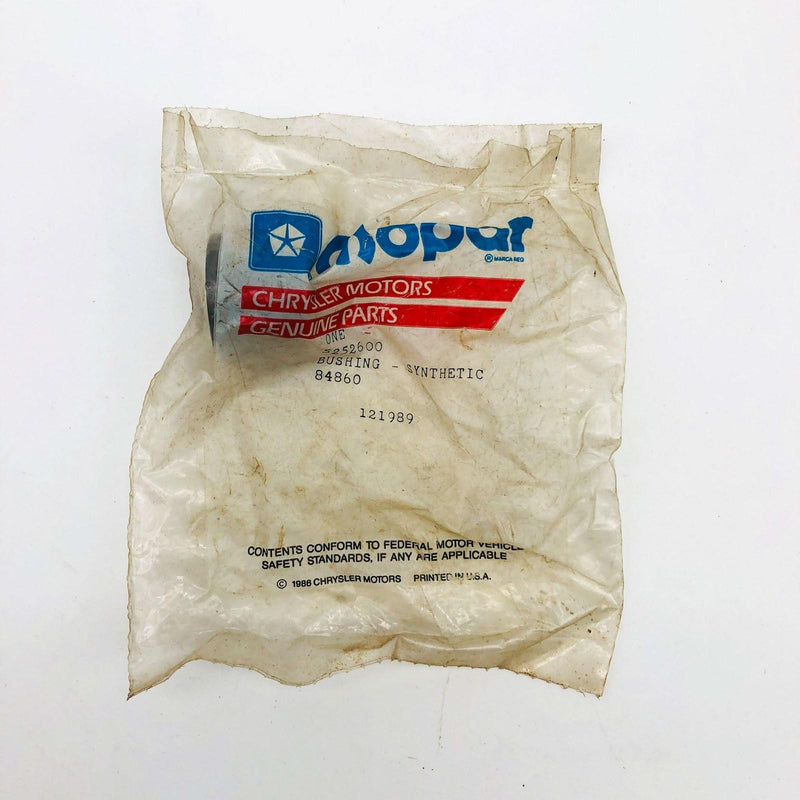 mopar
® MARCA REG
CHRYSLER MOTORS
GENUINE PARTS
ONE -
5252600
BUSHING - SYNTHETIC
84860
121989
CONTENTS CONFORM TO FEDERAL MOTOR VEHICLE
SAFETY STANDARDS, IF ANY ARE APPLICABLE
© 1986 CHRYSLER MOTORS PRINTED IN U.S.A.